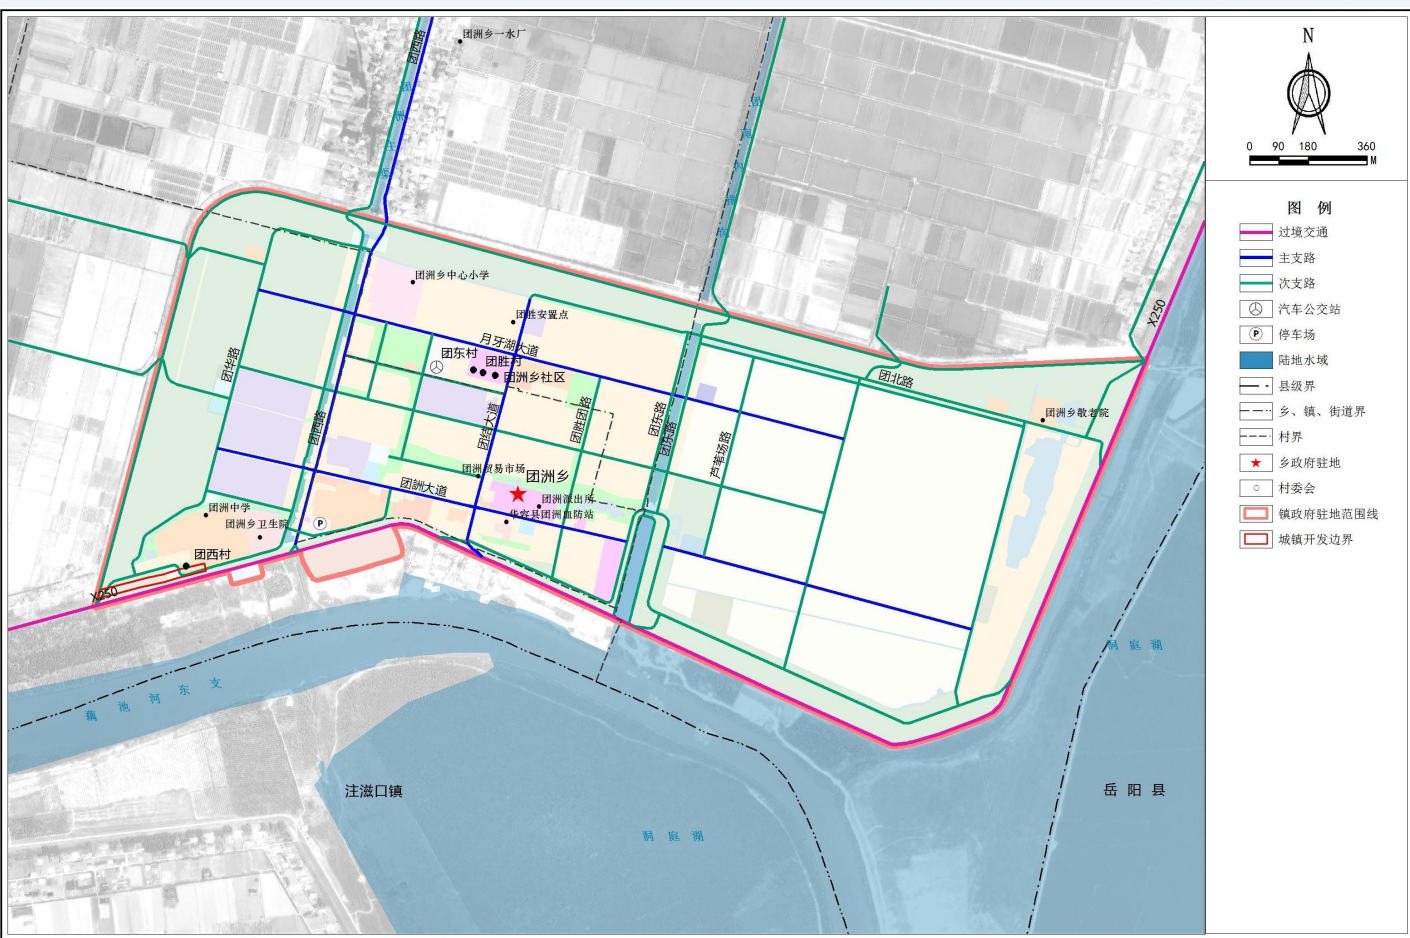 N
0 90 180 360
M
图 例
过境交通
主支路
次支路
汽车公交站
P 停车场
陆地水域
县级界
乡、镇、街道界
村界
乡政府驻地
村委会
镇政府驻地范围线
城镇开发边界
团洲乡一水厂
团西路
团洲主渠
X250
团洲乡中心小学
团胜安置点
月牙湖大道
团东村
团胜村
团洲乡社区
团华路
团西路
团结大道
团胜团路
团东路
团东路
芦苇场路
团北路
团洲乡敬老院
团洲贸易市场
团洲乡
团洲大道
团洲派出所
华容县团洲血防站
团洲中学
团洲乡卫生院
P
团西村
X250
藕池河东支
洞庭湖
注滋口镇
岳阳县
洞庭湖